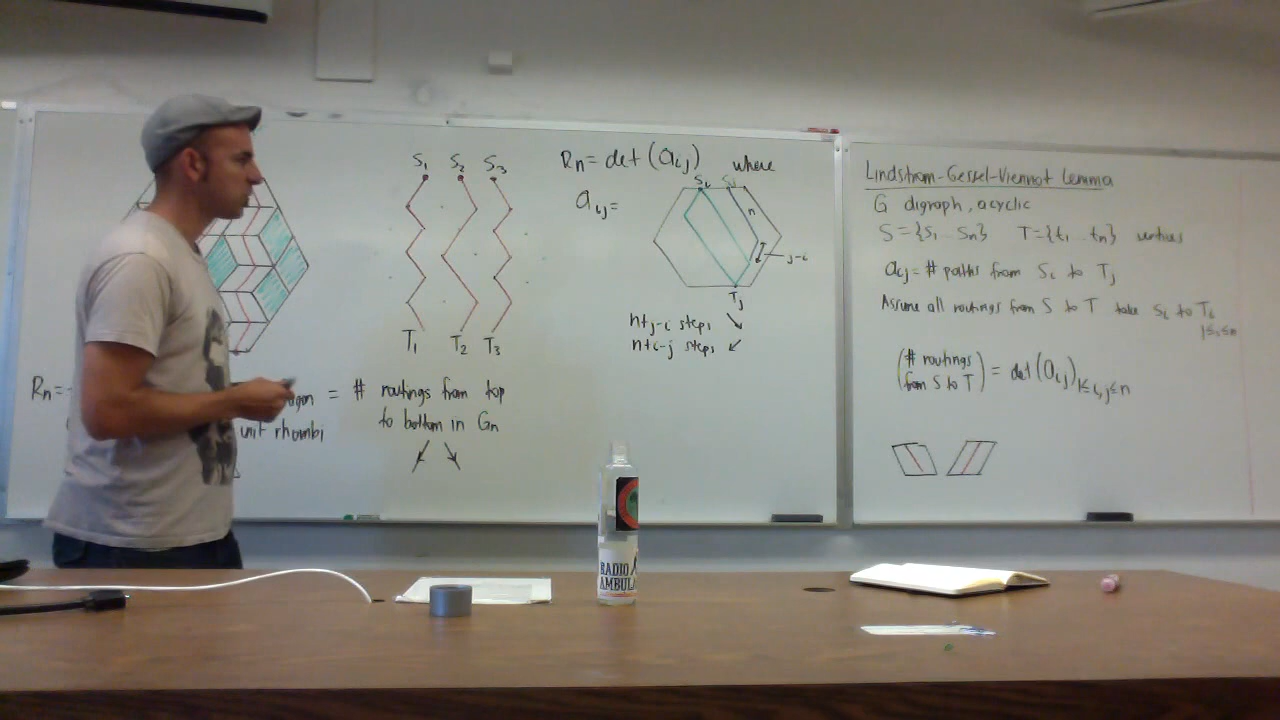 Rn=
agon = # routings from top
unit rhombi
to bottom in Gn
S1 S2 S3
T1 T2 T3
Rn = det (aij) where
aij =
Si Sj
n
j-i
Tj
n+j-i steps ↘
n+i-j steps ↙
Lindstrom-Gessel-Viennot Lemma
G digraph, acyclic
S={s1 .. sn} T={t1 .. tn} vertices
aij = # paths from Si to Tj
Assume all routings from S to T take Si to Ti
1≤i≤n
(# routings
from S to T) = det (aij)1≤i,j≤n
RADIO
AMBUL